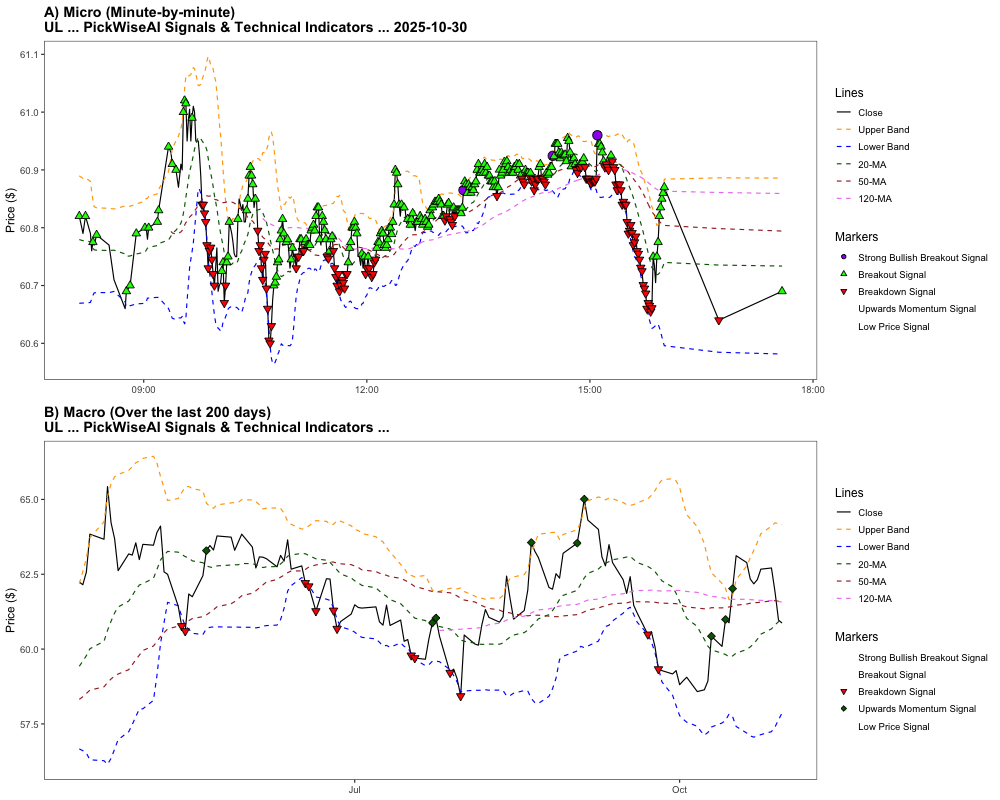 A) Micro (Minute-by-minute)
UL ... PickWiseAI Signals & Technical Indicators ... 2025-10-30
Price ($)
61.1
61.0
60.9
60.8
60.7
60.6
09:00
12:00
15:00
18:00
Lines
Close
Upper Band
Lower Band
20-MA
50-MA
120-MA
Markers
Strong Bullish Breakout Signal
Breakout Signal
Breakdown Signal
Upwards Momentum Signal
Low Price Signal
B) Macro (Over the last 200 days)
UL ... PickWiseAI Signals & Technical Indicators ...
Price ($)
65.0
62.5
60.0
57.5
Jul
Oct
Lines
Close
Upper Band
Lower Band
20-MA
50-MA
120-MA
Markers
Strong Bullish Breakout Signal
Breakout Signal
Breakdown Signal
Upwards Momentum Signal
Low Price Signal